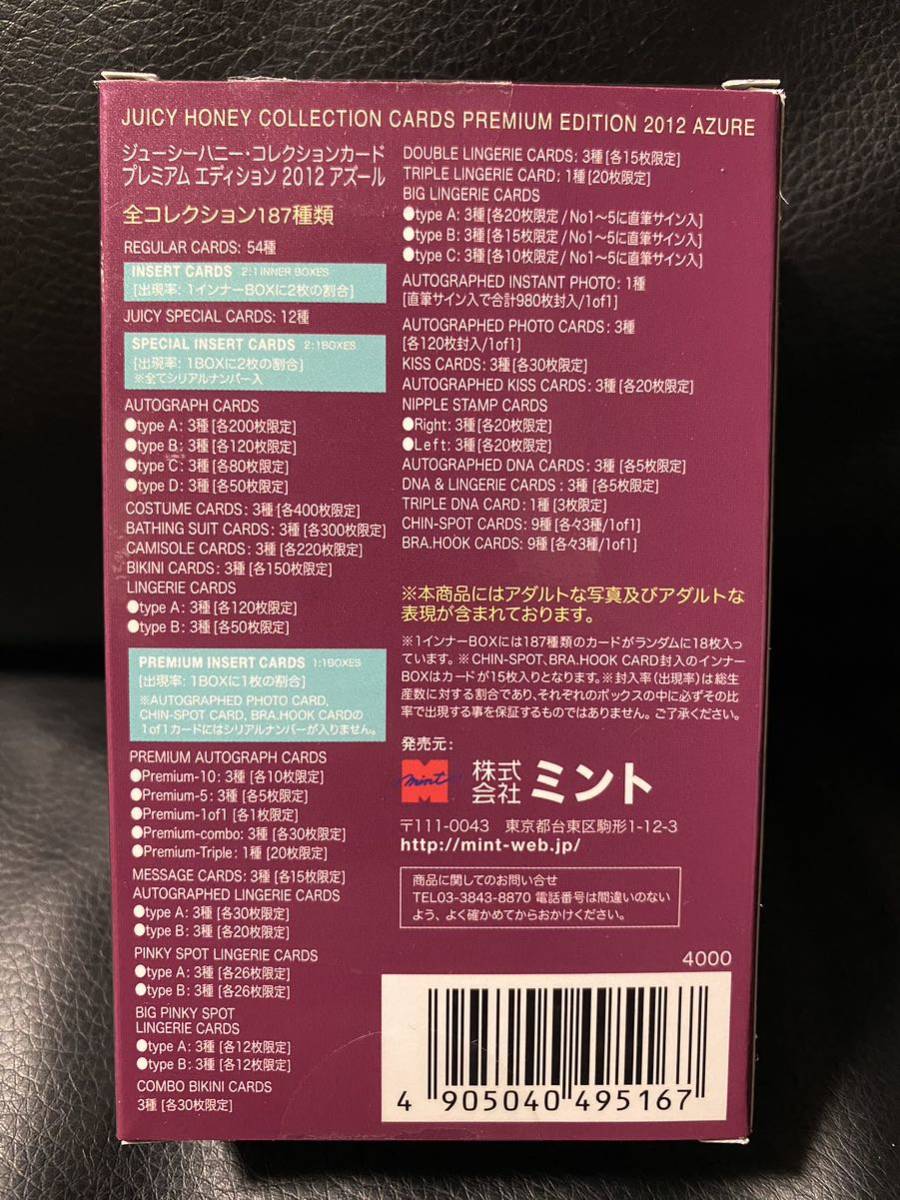 JUICY HONEY COLLECTION CARDS PREMIUM EDITION 2012 AZURE
ジューシーハニー・コレクションカード
プレミアム エディション 2012 アズール
全コレクション187種類
REGULAR CARDS: 54種
INSERT CARDS 2:1 INNER BOXES
[出現率: 1インナーBOXに2枚の割合]
JUICY SPECIAL CARDS: 12種
SPECIAL INSERT CARDS 2:1BOXES
[出現率: 1BOXに2枚の割合]
※全てシリアルナンバー入
AUTOGRAPH CARDS
●type A: 3種 [各200枚限定]
●type B: 3種 [各120枚限定]
●type C: 3種 [各80枚限定]
●type D: 3種 [各50枚限定]
COSTUME CARDS: 3種 [各400枚限定]
BATHING SUIT CARDS: 3種 [各300枚限定]
CAMISOLE CARDS: 3種 [各220枚限定]
BIKINI CARDS: 3種 [各150枚限定]
LINGERIE CARDS
●type A: 3種 [各120枚限定]
●type B: 3種 [各50枚限定]
PREMIUM INSERT CARDS 1:1BOXES
[出現率: 1BOXに1枚の割合]
※AUTOGRAPHED PHOTO CARD,
CHIN-SPOT CARD, BRA.HOOK CARDの
1of1カードにはシリアルナンバーが入りません。
PREMIUM AUTOGRAPH CARDS
●Premium-10: 3種 [各10枚限定]
●Premium-5: 3種 [各5枚限定]
●Premium-1of1 [各1枚限定]
●Premium-combo: 3種 [各30枚限定]
●Premium-Triple: 1種 [20枚限定]
MESSAGE CARDS: 3種 [各15枚限定]
AUTOGRAPHED LINGERIE CARDS
●type A: 3種 [各30枚限定]
●type B: 3種 [各20枚限定]
PINKY SPOT LINGERIE CARDS
●type A: 3種 [各26枚限定]
●type B: 3種 [各26枚限定]
BIG PINKY SPOT
LINGERIE CARDS
●type A: 3種 [各12枚限定]
●type B: 3種 [各12枚限定]
COMBO BIKINI CARDS
3種 [各30枚限定]
DOUBLE LINGERIE CARDS: 3種 [各15枚限定]
TRIPLE LINGERIE CARD: 1種 [20枚限定]
BIG LINGERIE CARDS
●type A: 3種 [各20枚限定 / No1〜5に直筆サイン入]
●type B: 3種 [各15枚限定 / No1〜5に直筆サイン入]
●type C: 3種 [各10枚限定 / No1〜5に直筆サイン入]
AUTOGRAPHED INSTANT PHOTO: 1種
[直筆サイン入で合計980枚封入/1of1]
AUTOGRAPHED PHOTO CARDS: 3種
[各120枚封入/1of1]
KISS CARDS: 3種 [各30枚限定]
AUTOGRAPHED KISS CARDS: 3種 [各20枚限定]
NIPPLE STAMP CARDS
●Right: 3種 [各20枚限定]
●Left: 3種 [各20枚限定]
AUTOGRAPHED DNA CARDS: 3種 [各5枚限定]
DNA & LINGERIE CARDS: 3種 [各5枚限定]
TRIPLE DNA CARD: 1種 [3枚限定]
CHIN-SPOT CARDS: 9種 [各々3種/1of1]
BRA.HOOK CARDS: 9種 [各々3種/1of1]
※本商品にはアダルトな写真及びアダルトな
表現が含まれております。
※1インナーBOXには187種類のカードがランダムに18枚入っ
ています。※CHIN-SPOT、BRA.HOOK CARD封入のインナー
BOXはカードが15枚入りとなります。※封入率(出現率)は総生
産数に対する割合であり、それぞれのボックスの中に必ずその比
率で出現する事を保証するものではありません。ご了承ください。
発売元:
mint 株式会社 ミント
〒111-0043 東京都台東区駒形1-12-3
http://mint-web.jp/
商品に関してのお問い合せ
TEL03-3843-8870 電話番号は間違いのない
よう、よく確かめてからおかけください。
4000
4 905040 495167